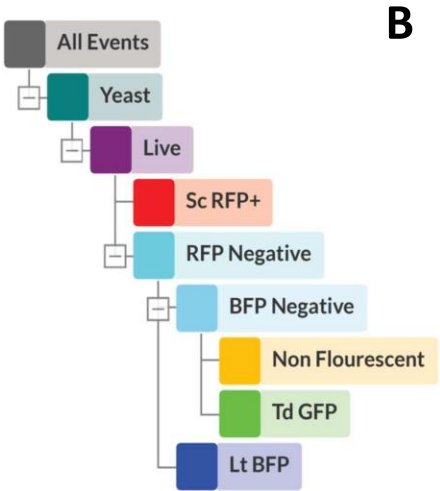 B
All Events
Yeast
Live
Sc RFP+
RFP Negative
BFP Negative
Non Flourescent
Td GFP
Lt BFP